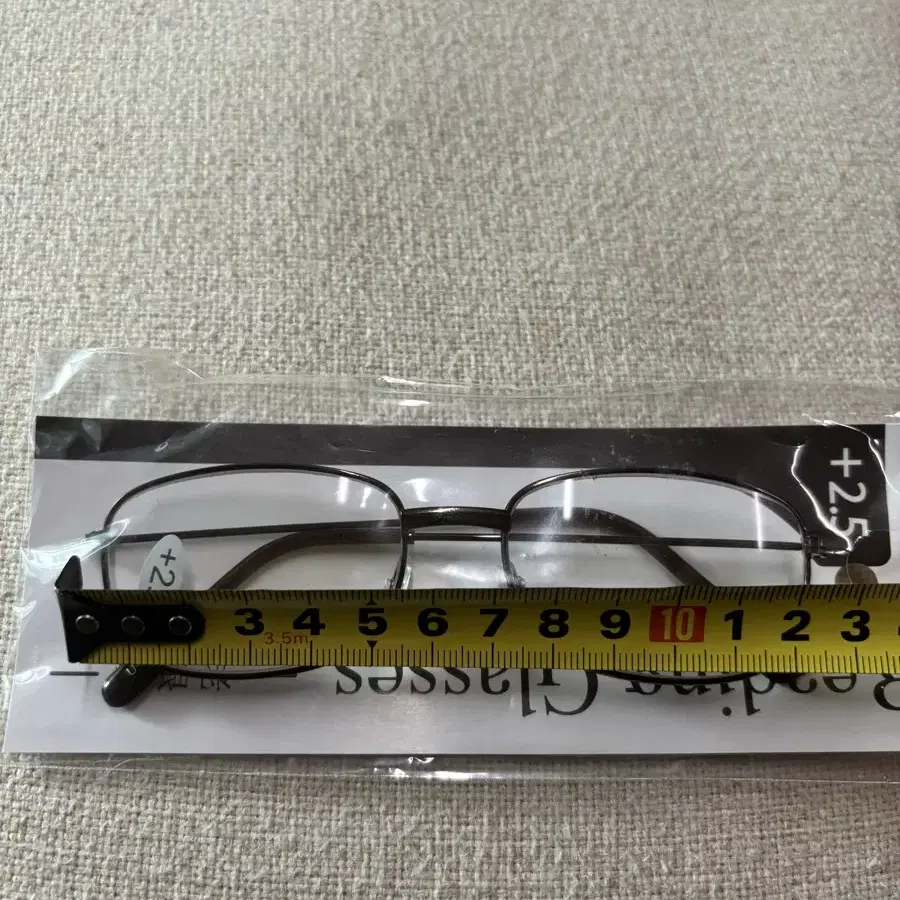 +2.5
+2.
3 4 5 6 7 8 9 10 1 2 3
3.5m
Reading Glasses